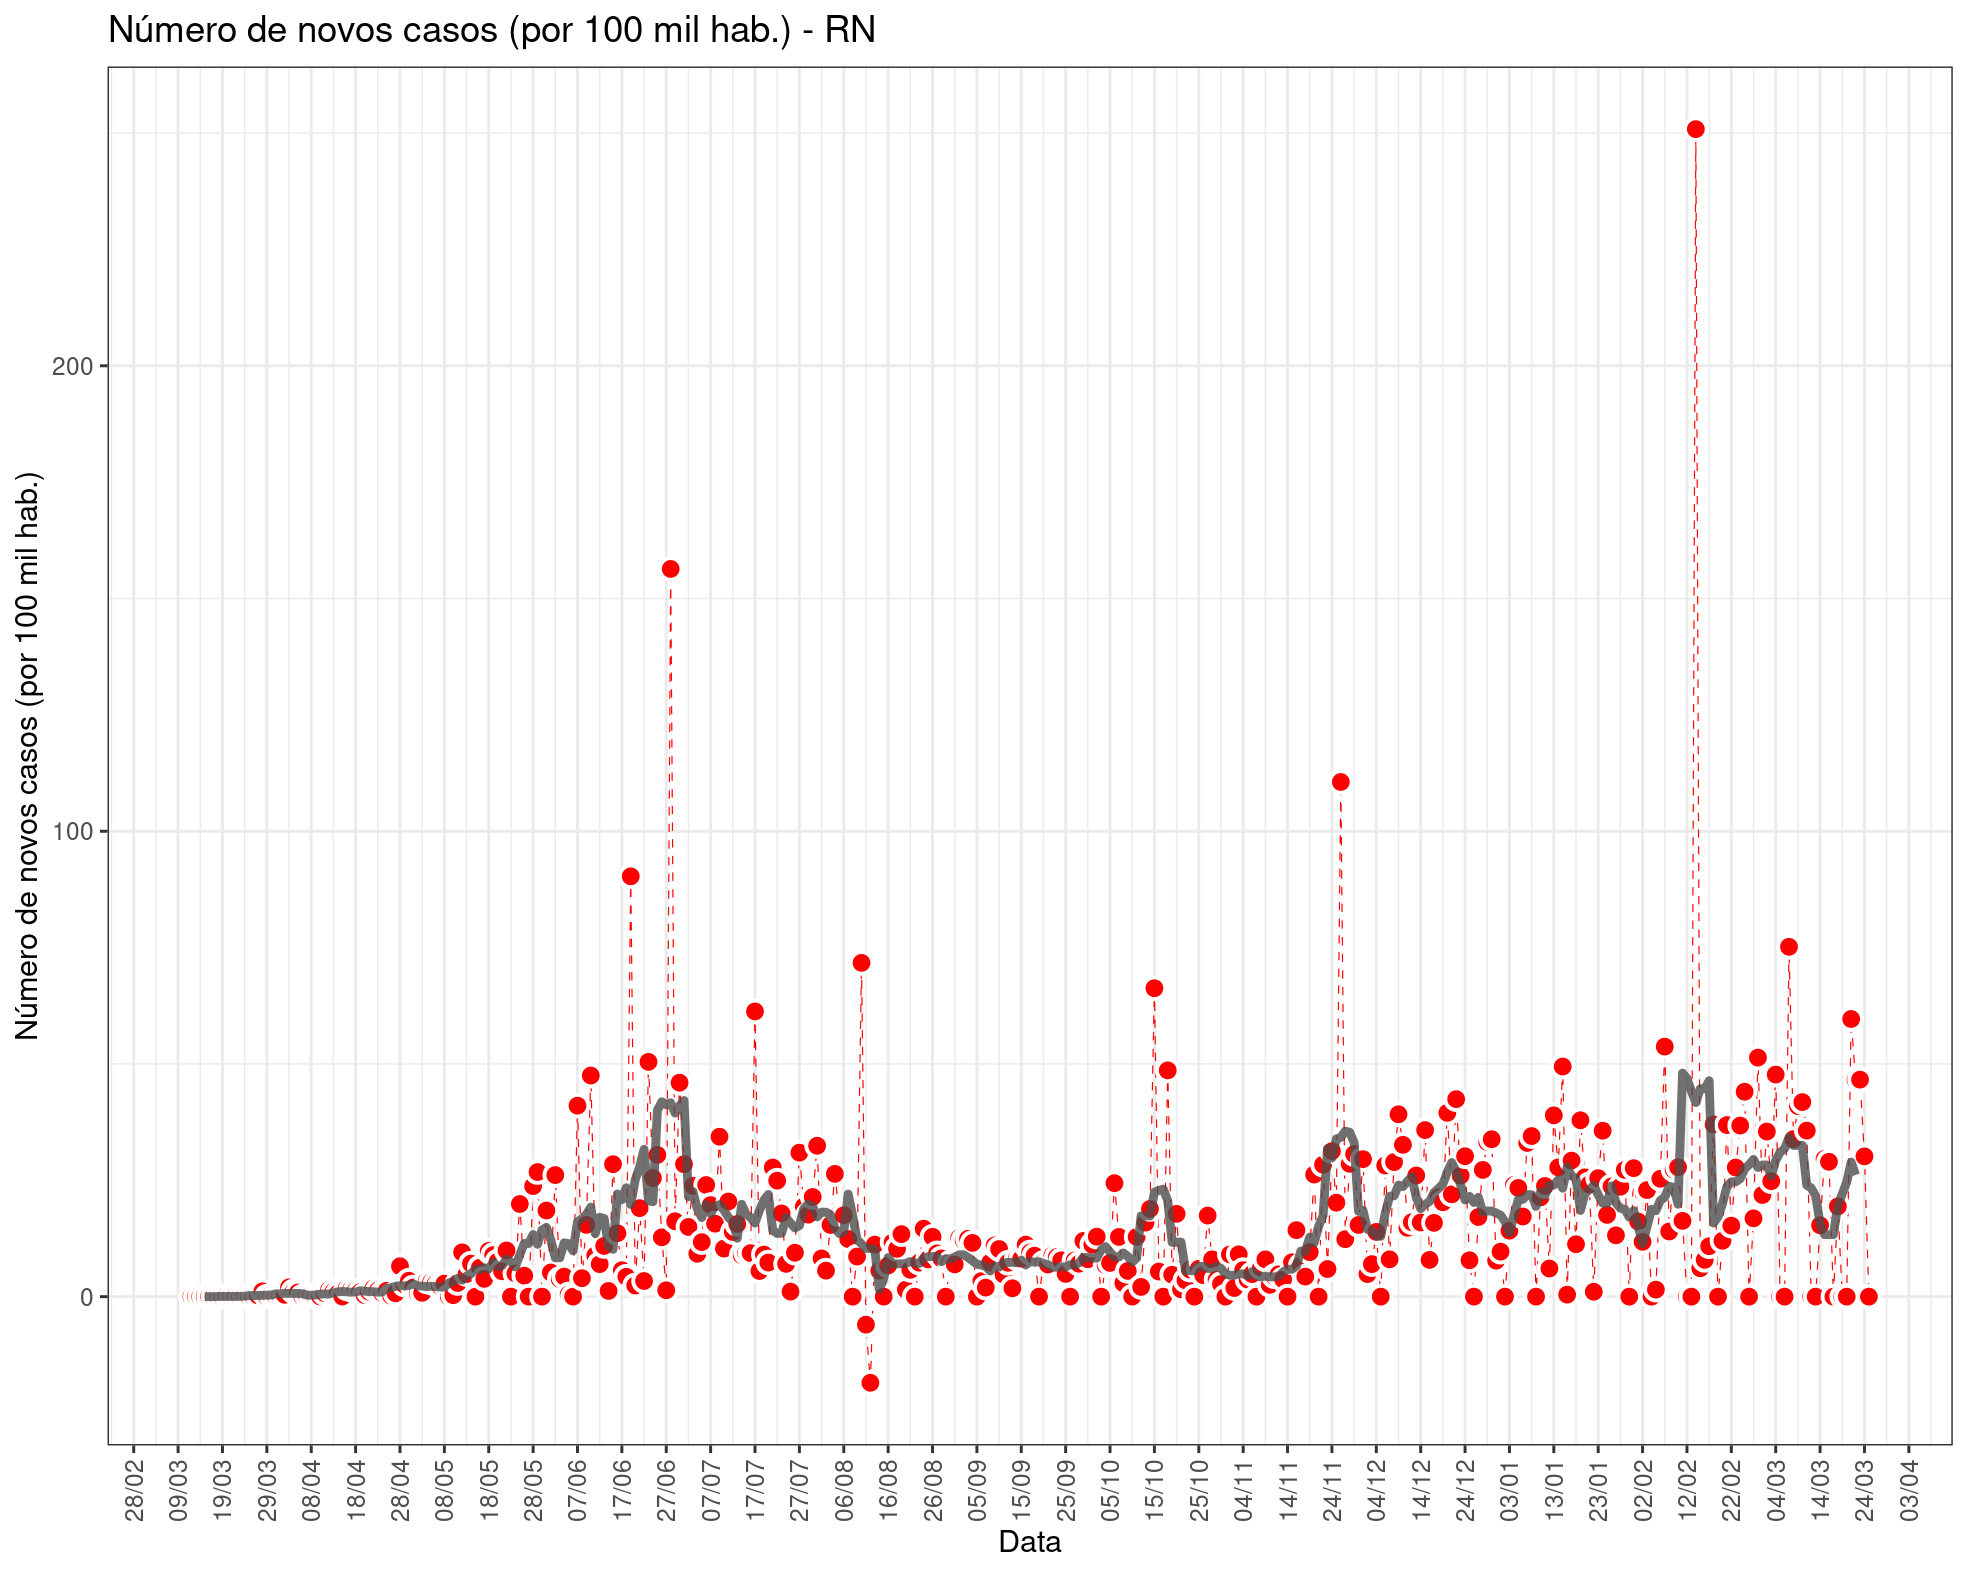 Número de novos casos (por 100 mil hab.) - RN
Número de novos casos (por 100 mil hab.)
200
100
0
28/02 09/03 19/03 29/03 08/04 18/04 28/04 08/05 18/05 28/05 07/06 17/06 27/06 07/07 17/07 27/07 06/08 16/08 26/08 05/09 15/09 25/09 05/10 15/10 25/10 04/11 14/11 24/11 04/12 14/12 24/12 03/01 13/01 23/01 02/02 12/02 22/02 04/03 14/03 24/03 03/04
Data